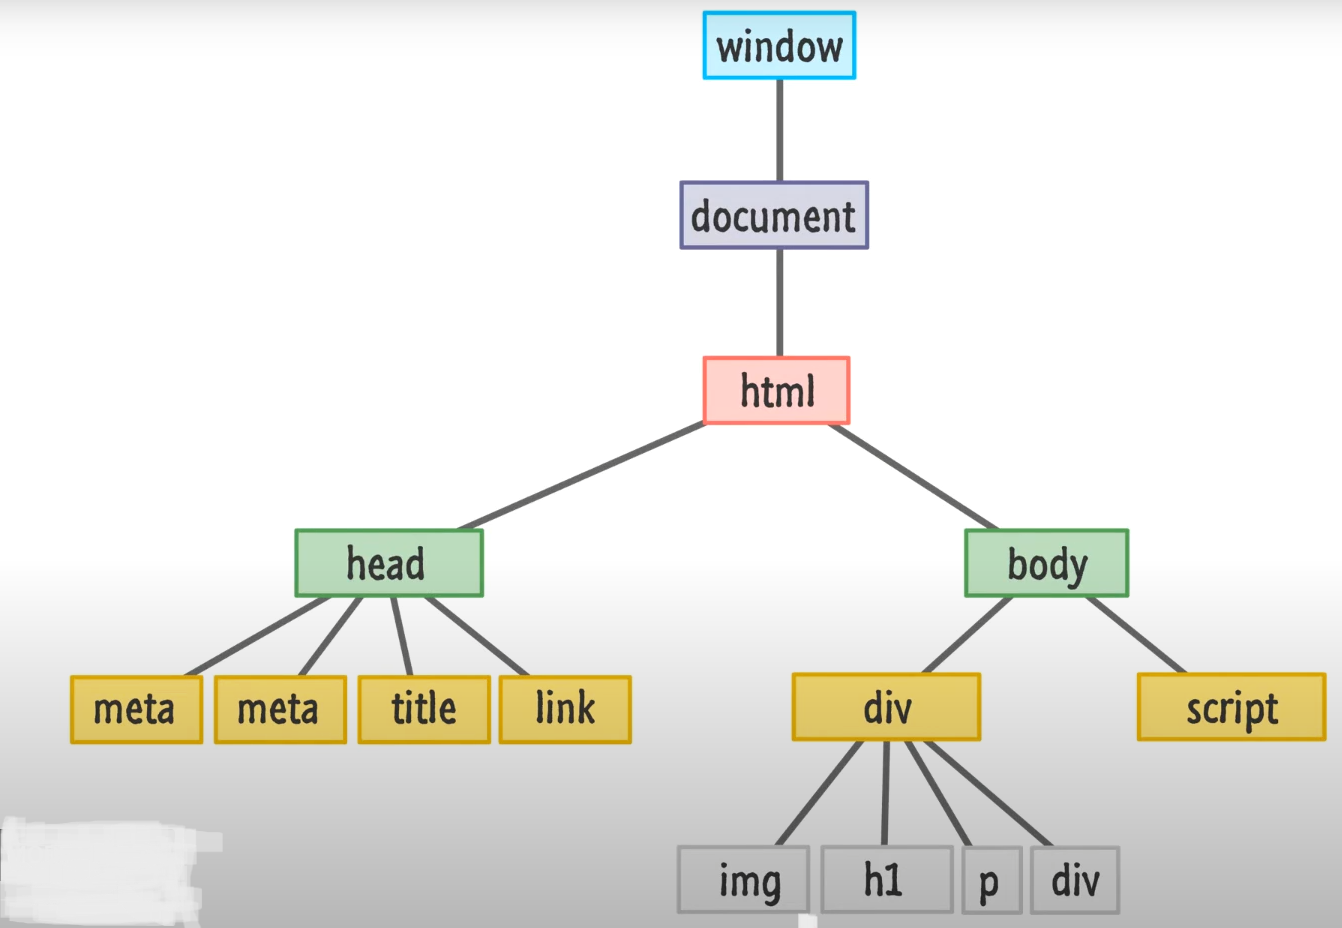 window
document
html
head
body
meta
meta
title
link
div
script
img
h1
p
div